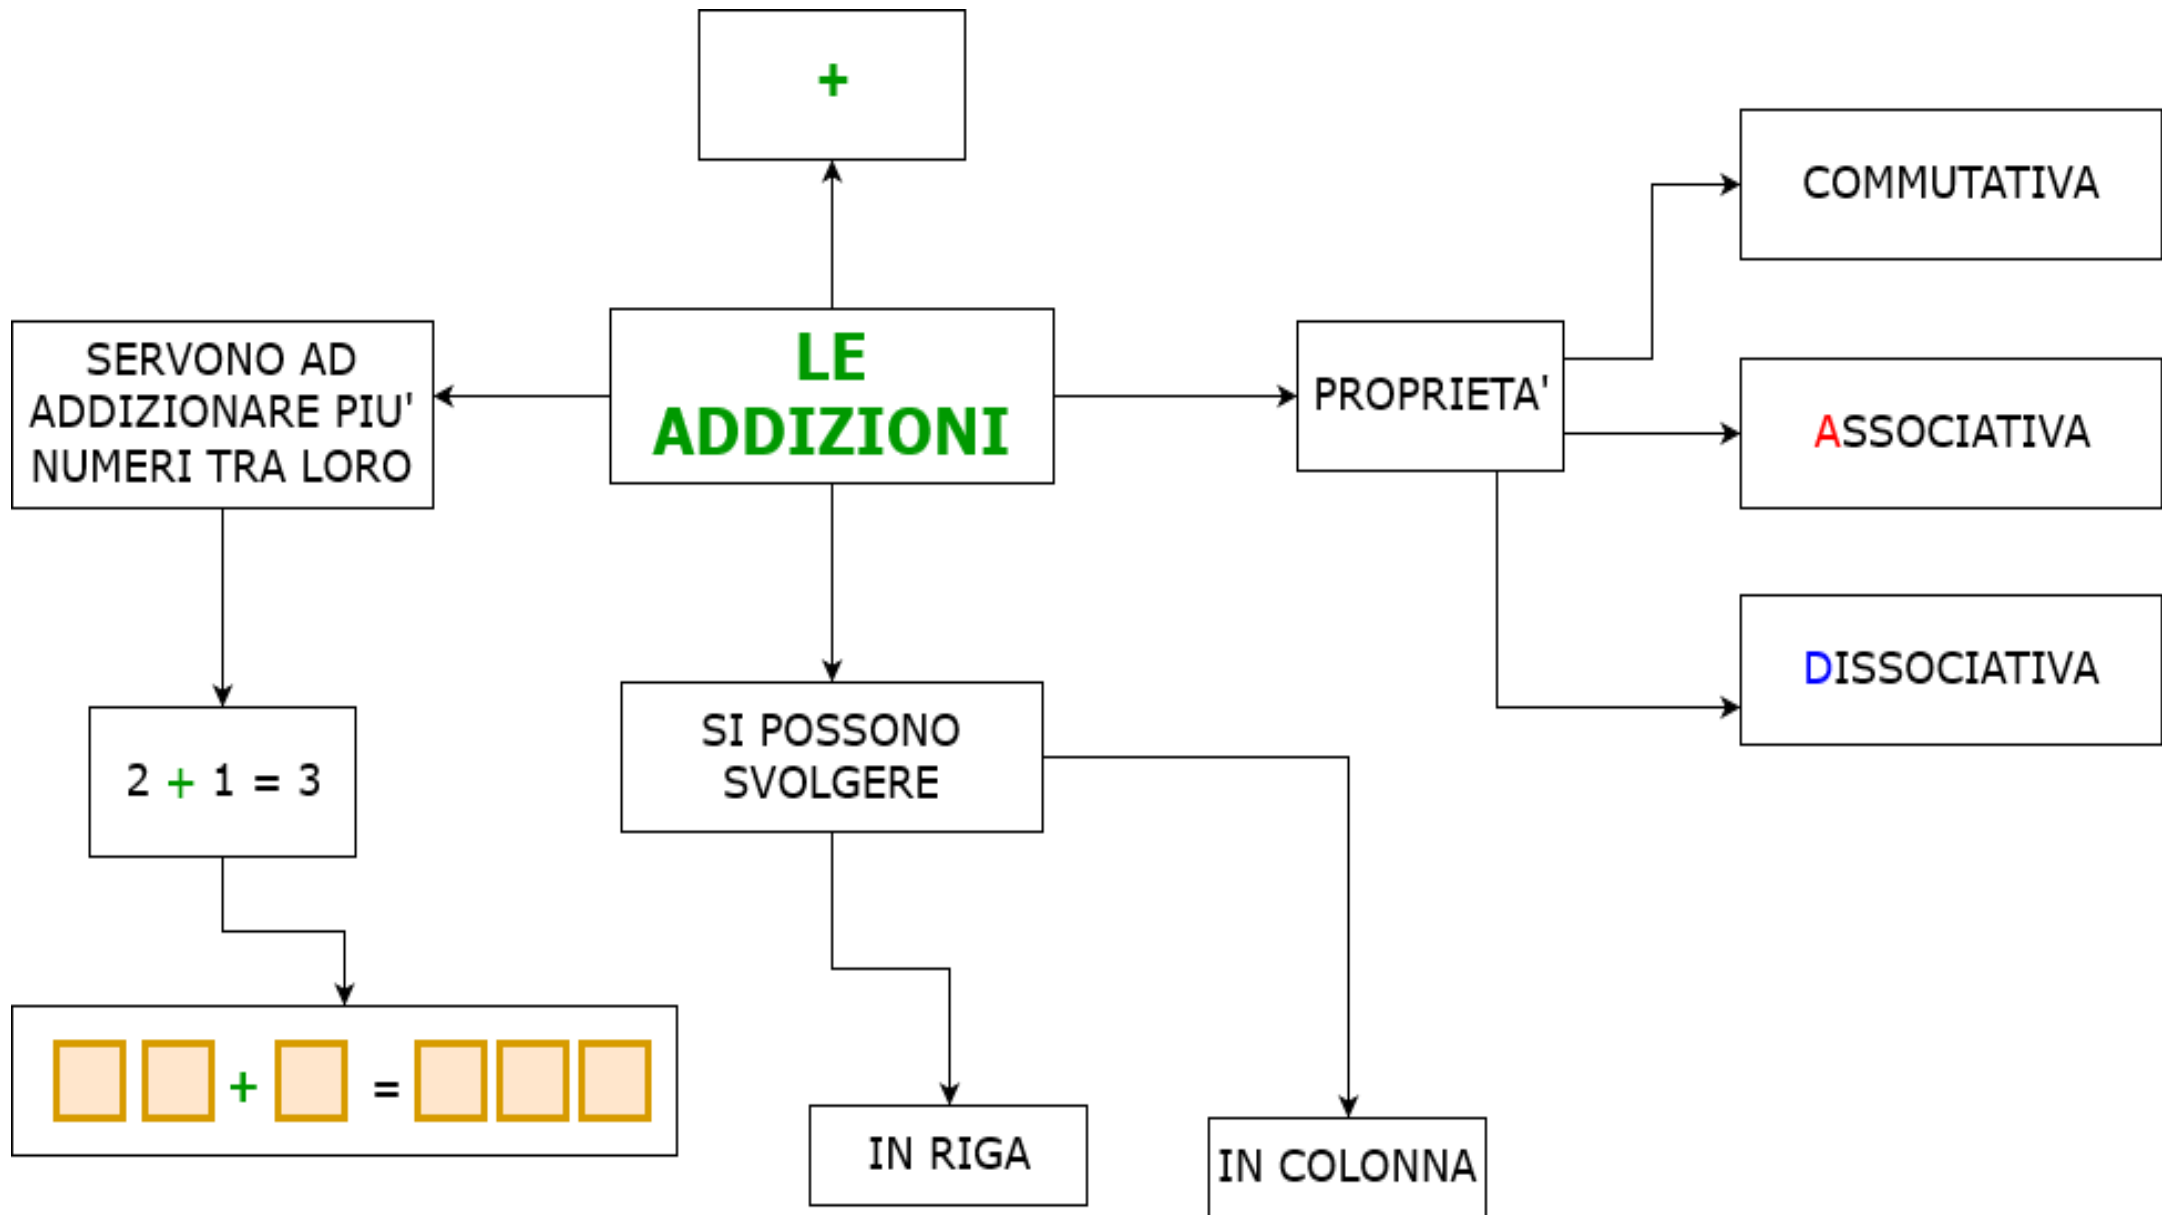 +
LE
ADDIZIONI
SERVONO AD
ADDIZIONARE PIU'
NUMERI TRA LORO
2 + 1 = 3
+ =
SI POSSONO
SVOLGERE
IN RIGA
IN COLONNA
PROPRIETA'
COMMUTATIVA
ASSOCIATIVA
DISSOCIATIVA